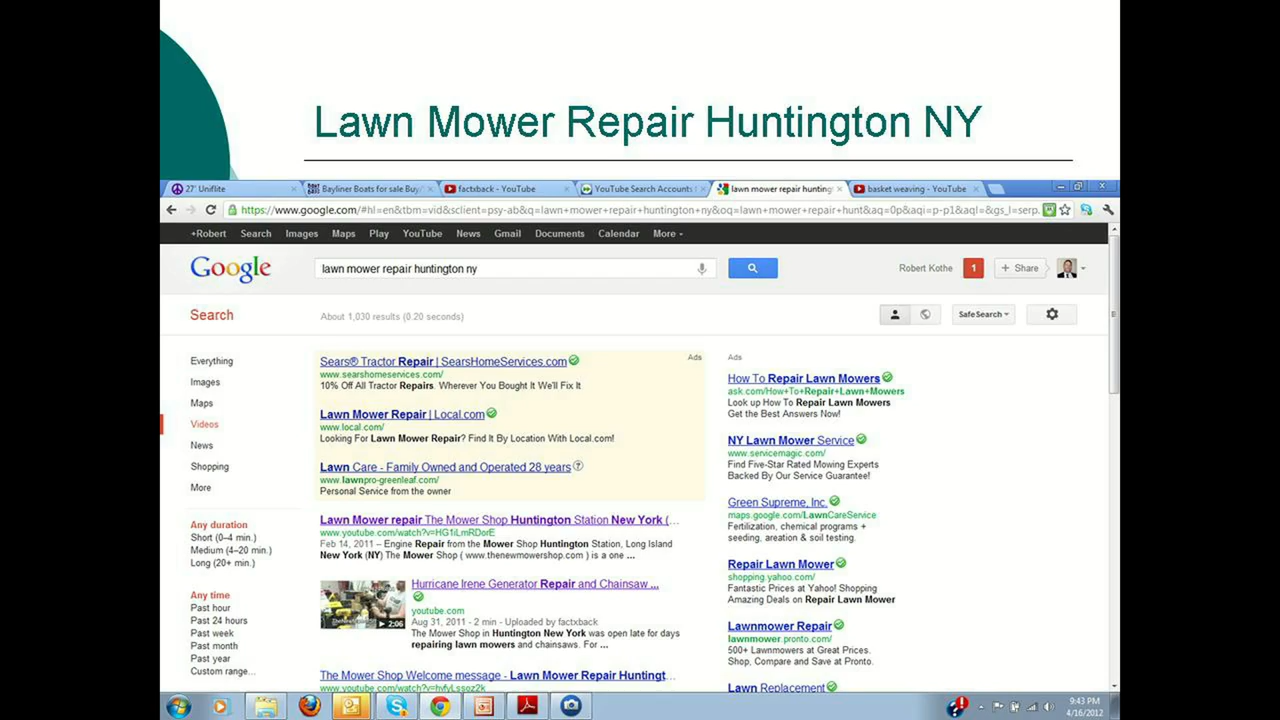 Lawn Mower Repair Huntington NY
27' Uniflite
Bayliner Boats for sale Buy/
factxback - YouTube
YouTube Search Accounts
lawn mower repair hunting
basket weaving - YouTube
https://www.google.com/#hl=en&tbm=vid&sclient=psy-ab&q=lawn+mower+repair+huntington+ny&oq=lawn+mower+repair+hunt&aq=0p&aqi=p-p1&aql=&gs_l=serp.
+Robert Search Images Maps Play YouTube News Gmail Documents Calendar More
Google
lawn mower repair huntington ny
Robert Kothe 1 + Share
Search
About 1,030 results (0.20 seconds)
SafeSearch
Everything
Images
Maps
Videos
News
Shopping
More
Any duration
Short (0–4 min.)
Medium (4–20 min.)
Long (20+ min.)
Any time
Past hour
Past 24 hours
Past week
Past month
Past year
Custom range...
Ads
Sears® Tractor Repair | SearsHomeServices.com
www.searshomeservices.com/
10% Off All Tractor Repairs. Wherever You Bought It We'll Fix It
Lawn Mower Repair | Local.com
www.local.com/
Looking For Lawn Mower Repair? Find It By Location With Local.com!
Lawn Care - Family Owned and Operated 28 years
www.lawnpro-greenleaf.com/
Personal Service from the owner
Lawn Mower repair The Mower Shop Huntington Station New York (...
www.youtube.com/watch?v=HG1iLmRDorE
Feb 14, 2011 – Engine Repair from the Mower Shop Huntington Station, Long Island
New York (NY) The Mower Shop ( www.thenewmowershop.com ) is a one ...
Hurricane Irene Generator Repair and Chainsaw ...
2:06
youtube.com
Aug 31, 2011 - 2 min - Uploaded by factxback
The Mower Shop in Huntington New York was open late for days
repairing lawn mowers and chainsaws. For ...
The Mower Shop Welcome message - Lawn Mower Repair Huntingt...
www.youtube.com/watch?v=hvfyLssoz2k
Ads
How To Repair Lawn Mowers
ask.com/How+To+Repair+Lawn+Mowers
Look up How To Repair Lawn Mowers
Get the Best Answers Now!
NY Lawn Mower Service
www.servicemagic.com/
Find Five-Star Rated Mowing Experts
Backed By Our Service Guarantee!
Green Supreme, Inc.
maps.google.com/LawnCareService
Fertilization, chemical programs +
seeding, areation & soil testing.
Repair Lawn Mower
shopping.yahoo.com/
Fantastic Prices at Yahoo! Shopping
Amazing Deals on Repair Lawn Mower
Lawnmower Repair
lawnmower.pronto.com/
500+ Lawnmowers at Great Prices.
Shop, Compare and Save at Pronto.
Lawn Replacement
9:43 PM
4/16/2012